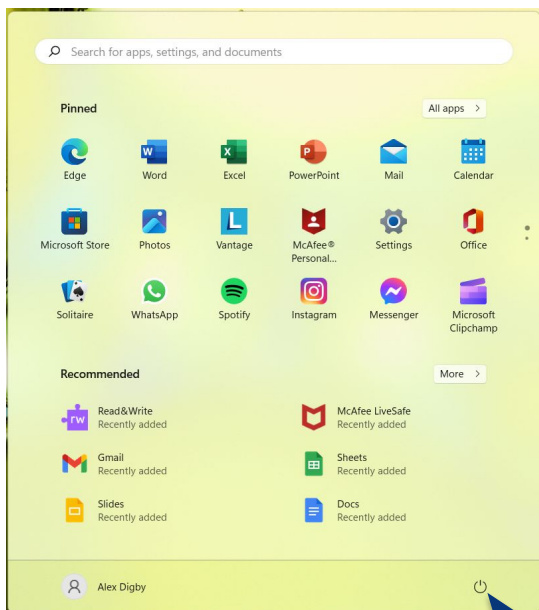 Search for apps, settings, and documents
Pinned
All apps >
Edge
Word
Excel
PowerPoint
Mail
Calendar
Microsoft Store
Photos
Vantage
McAfee®
Personal...
Settings
Office
Solitaire
WhatsApp
Spotify
Instagram
Messenger
Microsoft
Clipchamp
Recommended
More >
Read&Write
Recently added
McAfee LiveSafe
Recently added
Gmail
Recently added
Sheets
Recently added
Slides
Recently added
Docs
Recently added
Alex Digby